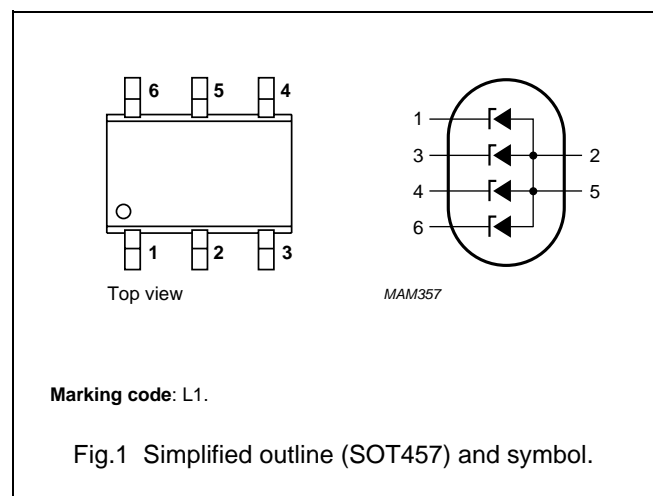 6 5 4
1 2 3
Top view
1
3 2
4 5
6
MAM357
Marking code: L1.
Fig.1 Simplified outline (SOT457) and symbol.